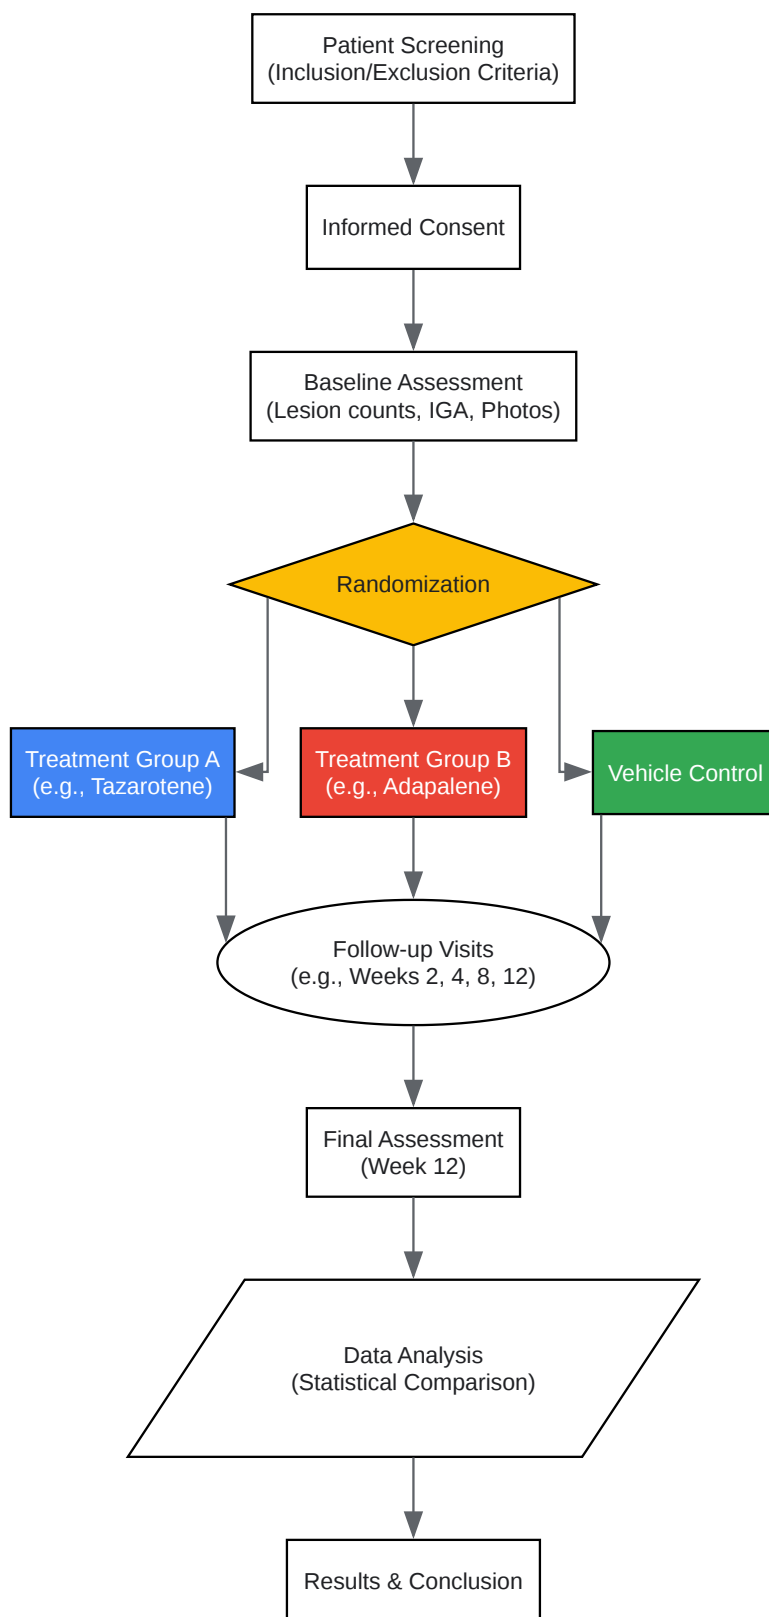 Patient Screening
(Inclusion/Exclusion Criteria)
Informed Consent
Baseline Assessment
(Lesion counts, IGA, Photos)
Randomization
Treatment Group A
(e.g., Tazarotene)
Treatment Group B
(e.g., Adapalene)
Vehicle Control
Follow-up Visits
(e.g., Weeks 2, 4, 8, 12)
Final Assessment
(Week 12)
Data Analysis
(Statistical Comparison)
Results & Conclusion